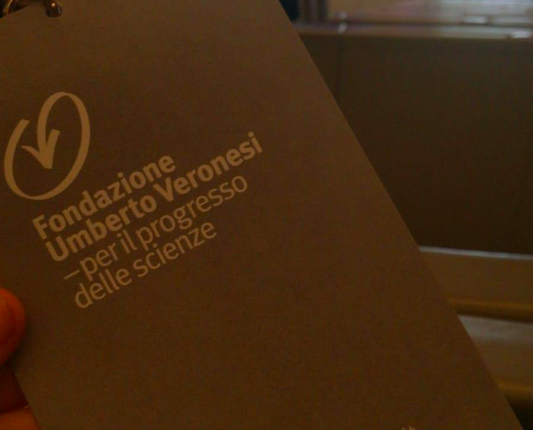 Fondazione
Umberto Veronesi
–per il progresso
delle scienze